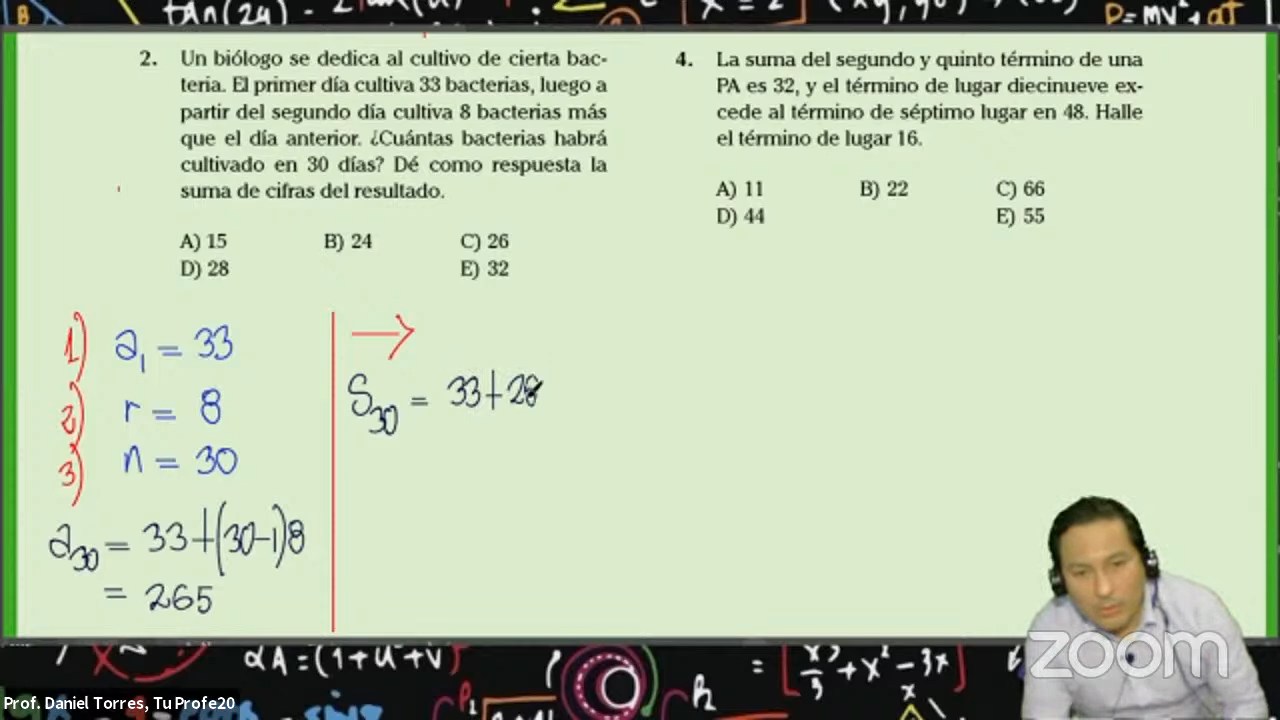 tan(2u)
P=mv²+at
2. Un biólogo se dedica al cultivo de cierta bac-
teria. El primer día cultiva 33 bacterias, luego a
partir del segundo día cultiva 8 bacterias más
que el día anterior. ¿Cuántas bacterias habrá
cultivado en 30 días? Dé como respuesta la
suma de cifras del resultado.
A) 15 B) 24 C) 26
D) 28 E) 32
4. La suma del segundo y quinto término de una
PA es 32, y el término de lugar diecinueve ex-
cede al término de séptimo lugar en 48. Halle
el término de lugar 16.
A) 11 B) 22 C) 66
D) 44 E) 55
1) a₁ = 33
2) r = 8
3) n = 30
a₃₀ = 33+(30-1)8
= 265
→
S₃₀ = 33+28
zoom
Prof. Daniel Torres, Tu Profe20